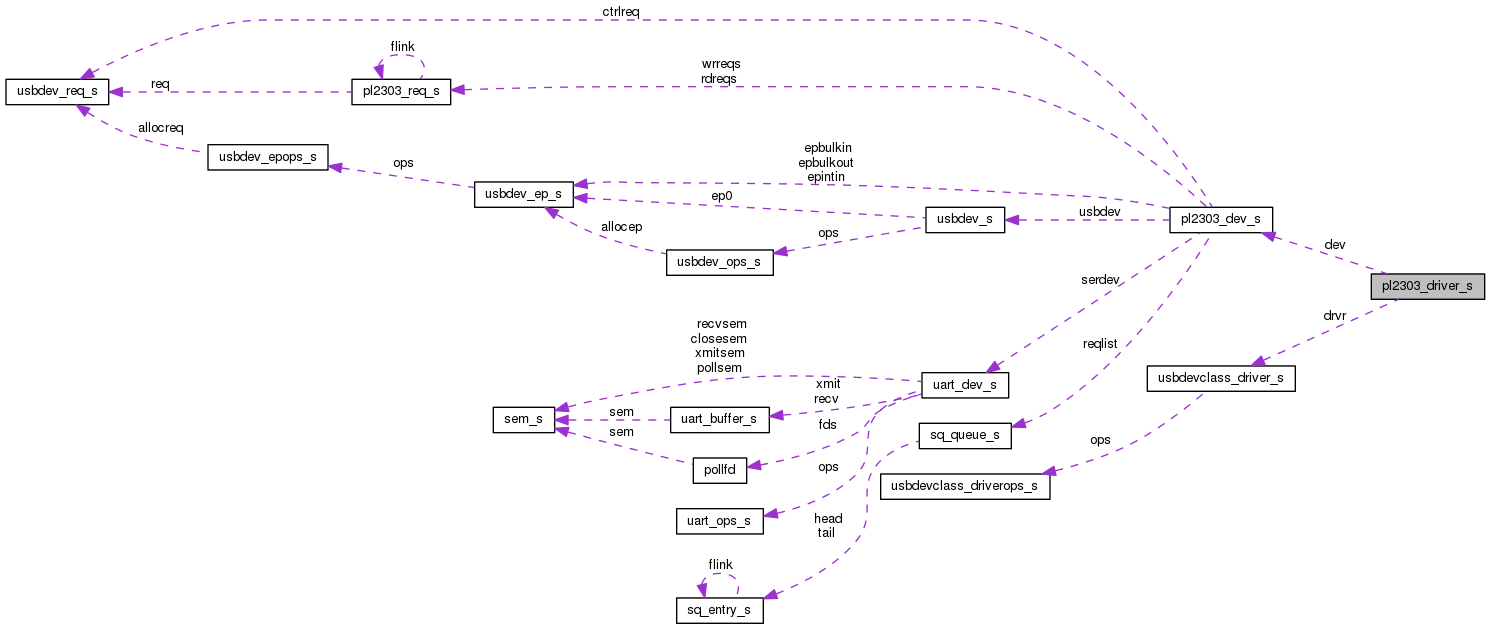 ctrlreq
flink
wrreqs
rdreqs
usbdev_req_s
req
pl2303_req_s
allocreq
usbdev_epops_s
epbulkin
epbulkout
epintin
ops
usbdev_ep_s
ep0
usbdev_s
usbdev
pl2303_dev_s
allocep
ops
usbdev_ops_s
dev
pl2303_driver_s
serdev
drvr
recvsem
closesem
xmitsem
pollsem
reqlist
uart_dev_s
usbdevclass_driver_s
xmit
recv
sem_s
sem
uart_buffer_s
fds
sem
sq_queue_s
ops
pollfd
ops
usbdevclass_driverops_s
uart_ops_s
head
tail
flink
sq_entry_s